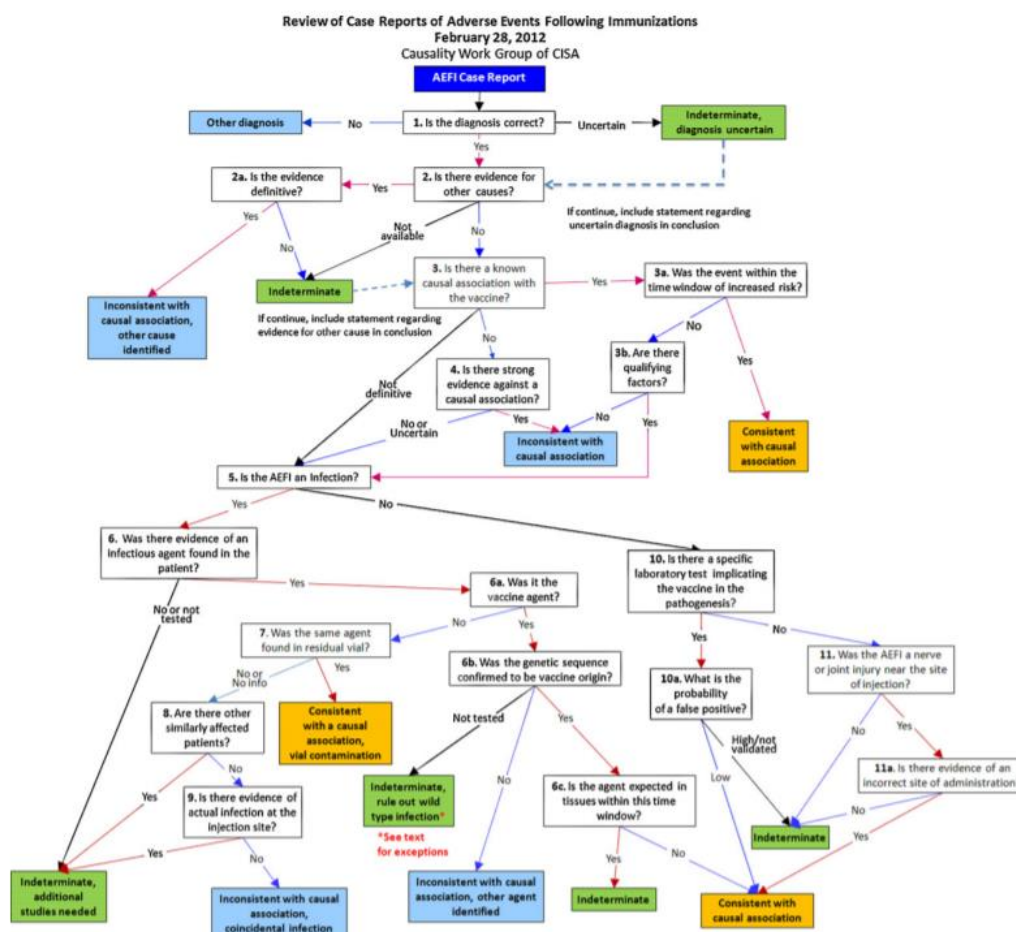 Review of Case Reports of Adverse Events Following Immunizations
February 28, 2012
Causality Work Group of CISA
AEFI Case Report
Other diagnosis
No
1. Is the diagnosis correct?
Uncertain
Indeterminate,
diagnosis uncertain
Yes
2a. Is the evidence
definitive?
Yes
2. Is there evidence for
other causes?
If continue, include statement regarding
uncertain diagnosis in conclusion
Yes
No
Not
available
No
Indeterminate
3. Is there a known
causal association with
the vaccine?
Yes
3a. Was the event within the
time window of increased risk?
Inconsistent with
causal association,
other cause
identified
If continue, include statement regarding
evidence for other cause in conclusion
No
No
Yes
3b. Are there
qualifying
factors?
4. Is there strong
evidence against a
causal association?
Not
definitive
No or
Uncertain
Yes
No
Yes
Inconsistent with
causal association
Consistent
with causal
association
5. Is the AEFI an Infection?
Yes
No
6. Was there evidence of an
infectious agent found in the
patient?
Yes
6a. Was it the
vaccine agent?
10. Is there a specific
laboratory test implicating
the vaccine in the
pathogenesis?
No or not
tested
No
Yes
Yes
No
7. Was the same agent
found in residual vial?
No or
No info
Yes
6b. Was the genetic sequence
confirmed to be vaccine origin?
10a. What is the
probability
of a false positive?
11. Was the AEFI a nerve
or joint injury near the site
of injection?
8. Are there other
similarly affected
patients?
Consistent
with a causal
association,
vial contamination
Not tested
Yes
No
High/not
validated
Low
No
Yes
Yes
No
9. Is there evidence of
actual infection at the
injection site?
Indeterminate,
rule out wild
type infection*
*See text
for exceptions
6c. Is the agent expected in
tissues within this time
window?
11a. Is there evidence of an
incorrect site of administration
No
Yes
Indeterminate
Yes
No
Yes
No
Indeterminate,
additional
studies needed
Inconsistent with causal
association,
coincidental infection
Inconsistent with causal
association, other agent
identified
Indeterminate
Consistent with
causal association